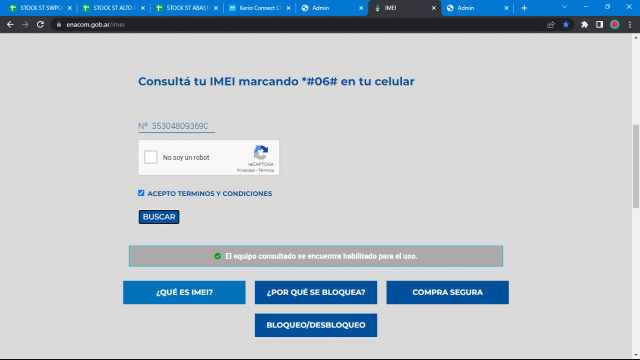 STOCK ST SWPO
STOCK ST ALTO
STOCK ST ABAST
Kerio Connect Cl
Admin
IMEI
Admin
enacom.gob.ar/imei
Consultá tu IMEI marcando *#06# en tu celular
Nº 35304809369
No soy un robot
reCAPTCHA
Privacidad - Términos
ACEPTO TERMINOS Y CONDICIONES
BUSCAR
El equipo consultado se encuentra habilitado para el uso.
¿QUÉ ES IMEI?
¿POR QUÉ SE BLOQUEA?
COMPRA SEGURA
BLOQUEO/DESBLOQUEO